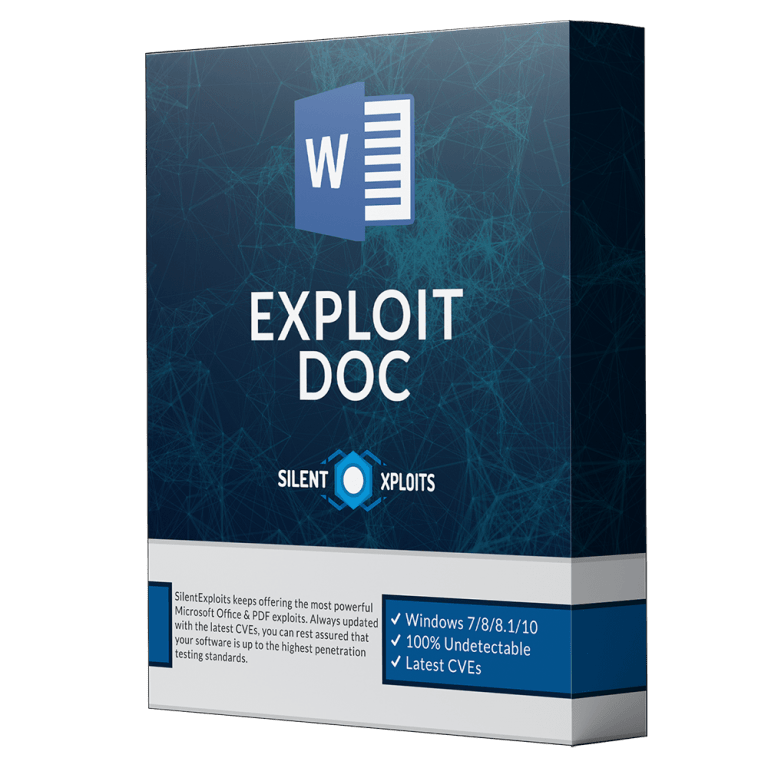 W
EXPLOIT
DOC
SILENT XPLOITS
SilentExploits keeps offering the most powerful
Microsoft Office & PDF exploits. Always updated
with the latest CVEs, you can rest assured that
your software is up to the highest penetration
testing standards.
✓ Windows 7/8/8.1/10
✓ 100% Undetectable
✓ Latest CVEs